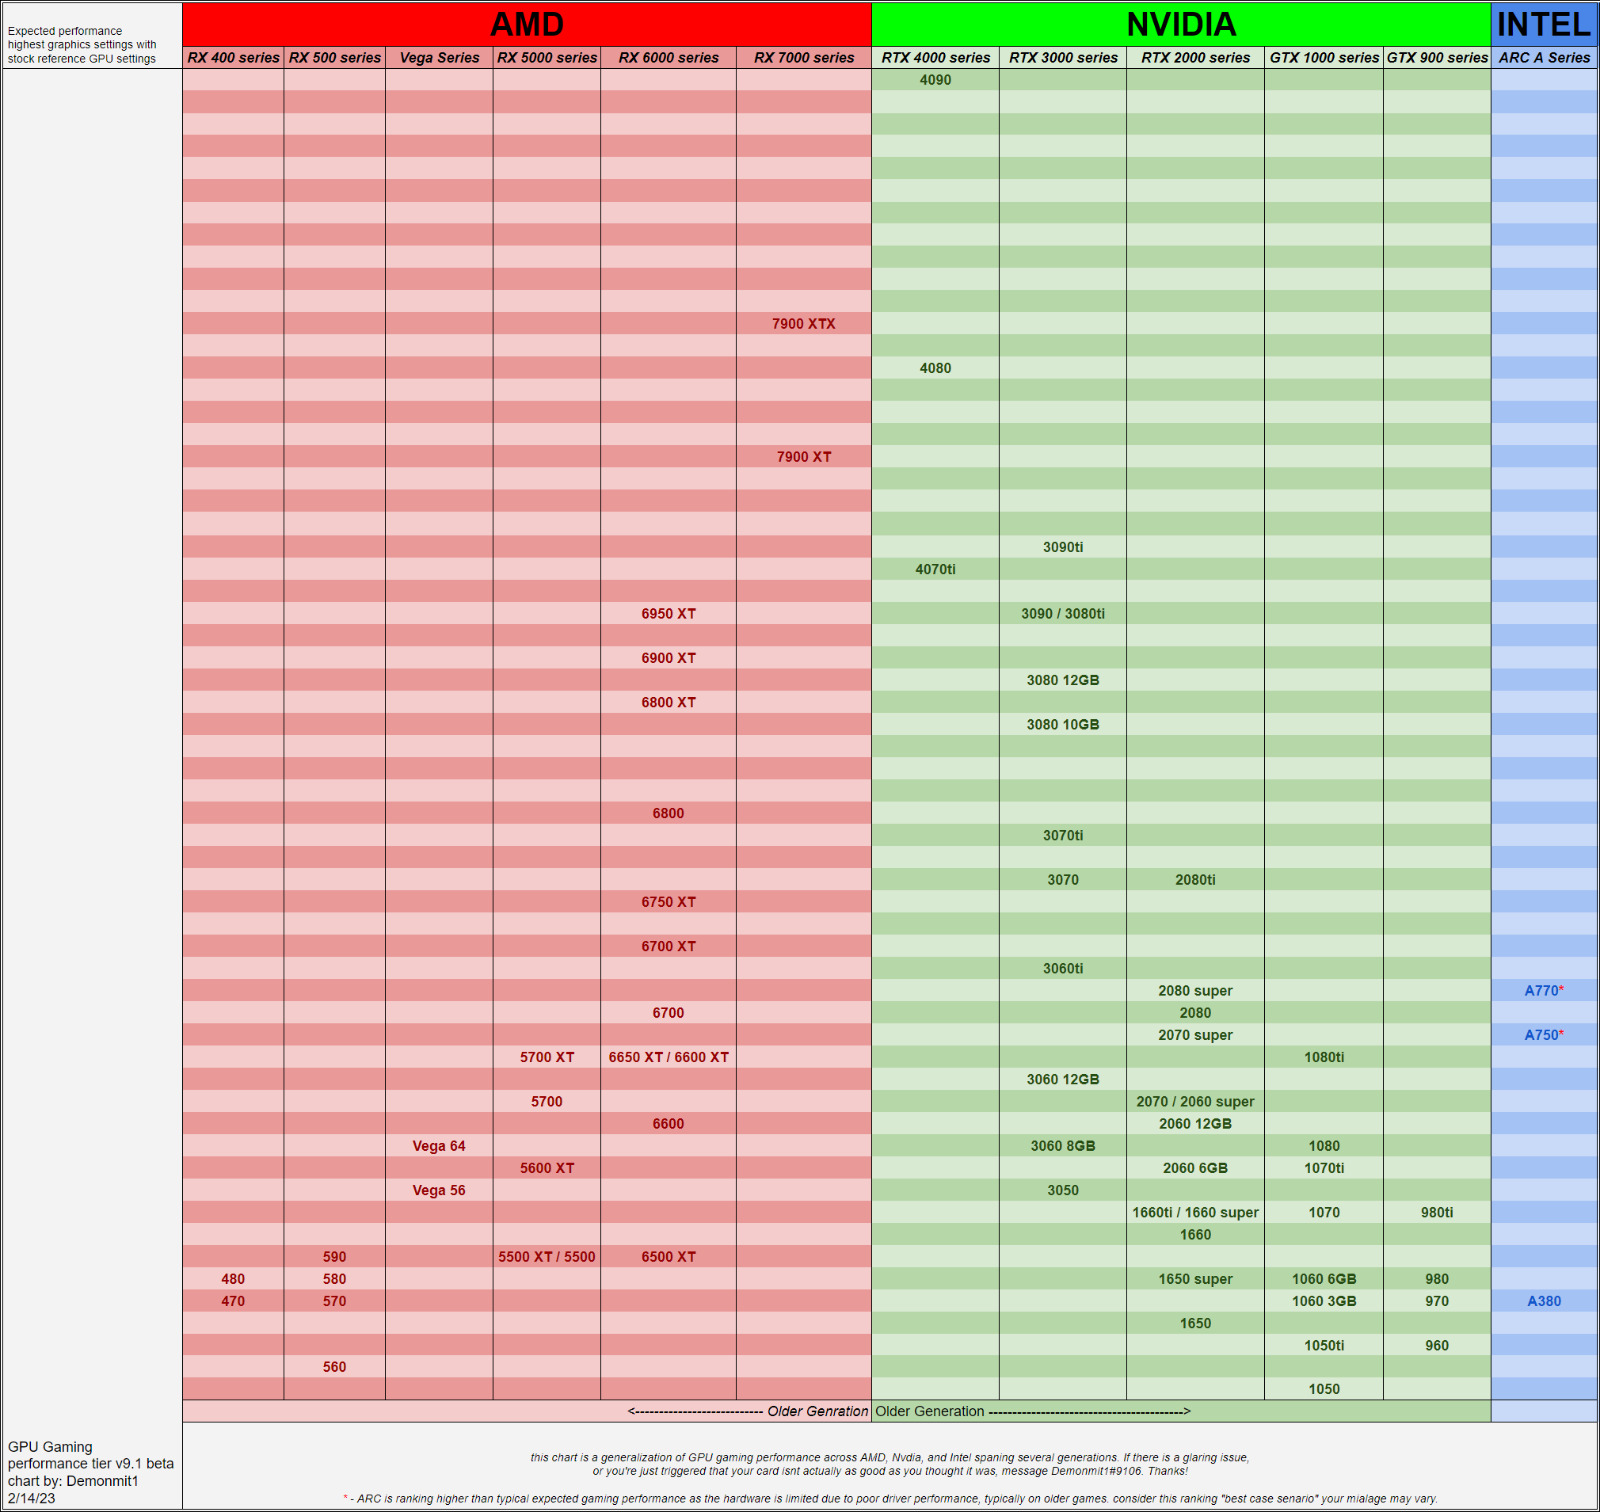 AMD NVIDIA INTEL
Expected performance
highest graphics settings with
stock reference GPU settings
RX 400 series RX 500 series Vega Series RX 5000 series RX 6000 series RX 7000 series RTX 4000 series RTX 3000 series RTX 2000 series GTX 1000 series GTX 900 series ARC A Series
4090
7900 XTX
4080
7900 XT
3090ti
4070ti
6950 XT 3090 / 3080ti
6900 XT
3080 12GB
6800 XT
3080 10GB
6800
3070ti
3070 2080ti
6750 XT
6700 XT
3060ti
2080 super A770*
6700 2080
2070 super A750*
5700 XT 6650 XT / 6600 XT 1080ti
3060 12GB
5700 2070 / 2060 super
6600 2060 12GB
Vega 64 3060 8GB 1080
5600 XT 2060 6GB 1070ti
Vega 56 3050
1660ti / 1660 super 1070 980ti
1660
590 5500 XT / 5500 6500 XT
480 580 1650 super 1060 6GB 980
470 570 1060 3GB 970 A380
1650
1050ti 960
560
1050
<--------------------------- Older Genration Older Generation ---------------------------------------->
GPU Gaming
performance tier v9.1 beta
chart by: Demonmit1
2/14/23
this chart is a generalization of GPU gaming performance across AMD, Nvdia, and Intel spaning several generations. If there is a glaring issue,
or you're just triggered that your card isnt actually as good as you thought it was, message Demonmit1#9106. Thanks!
* - ARC is ranking higher than typical expected gaming performance as the hardware is limited due to poor driver performance, typically on older games. consider this ranking "best case senario" your mialage may vary.